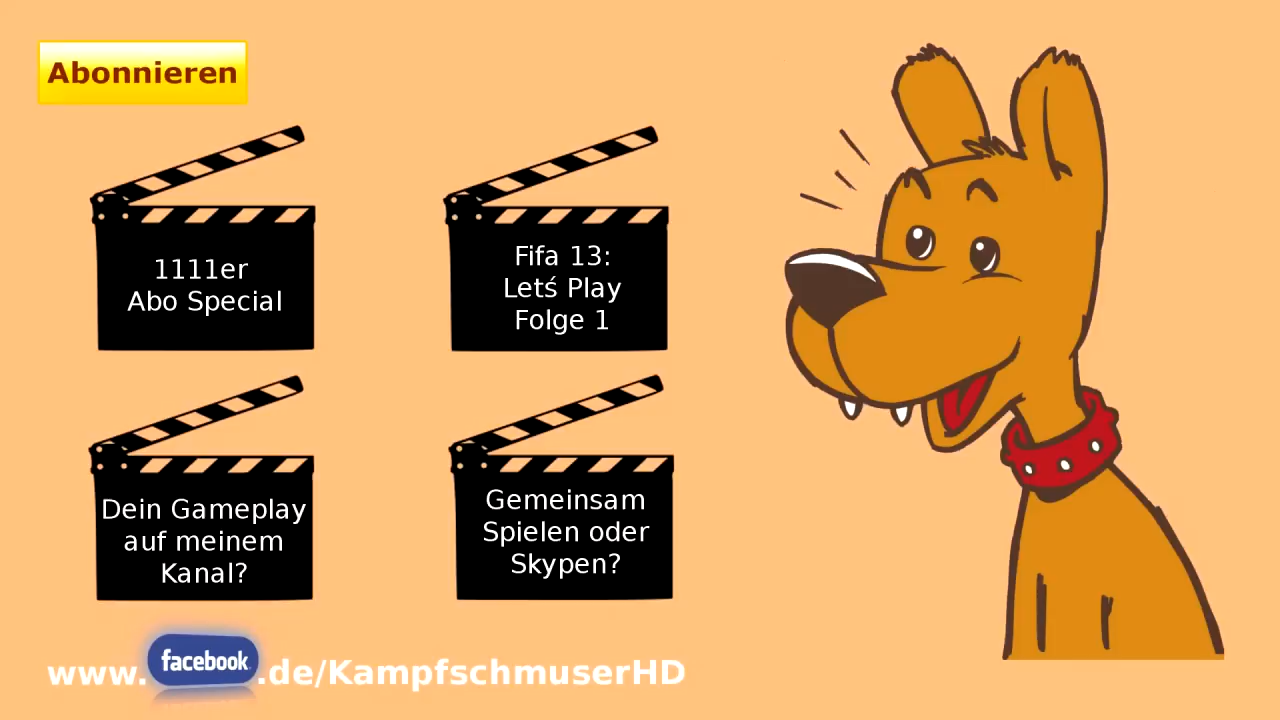 Abonnieren
1111er
Abo Special
Fifa 13:
Letś Play
Folge 1
Dein Gameplay
auf meinem
Kanal?
Gemeinsam
Spielen oder
Skypen?
www.facebook.de/KampfschmuserHD